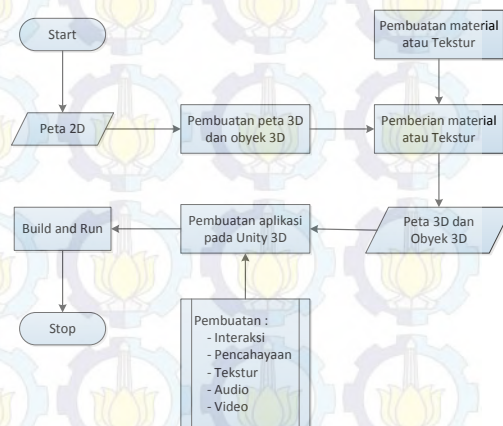 Start
Pembuatan material
atau Tekstur
Peta 2D
Pembuatan peta 3D
dan obyek 3D
Pemberian material
atau Tekstur
Build and Run
Pembuatan aplikasi
pada Unity 3D
Peta 3D dan
Obyek 3D
Stop
Pembuatan :
- Interaksi
- Pencahayaan
- Tekstur
- Audio
- Video